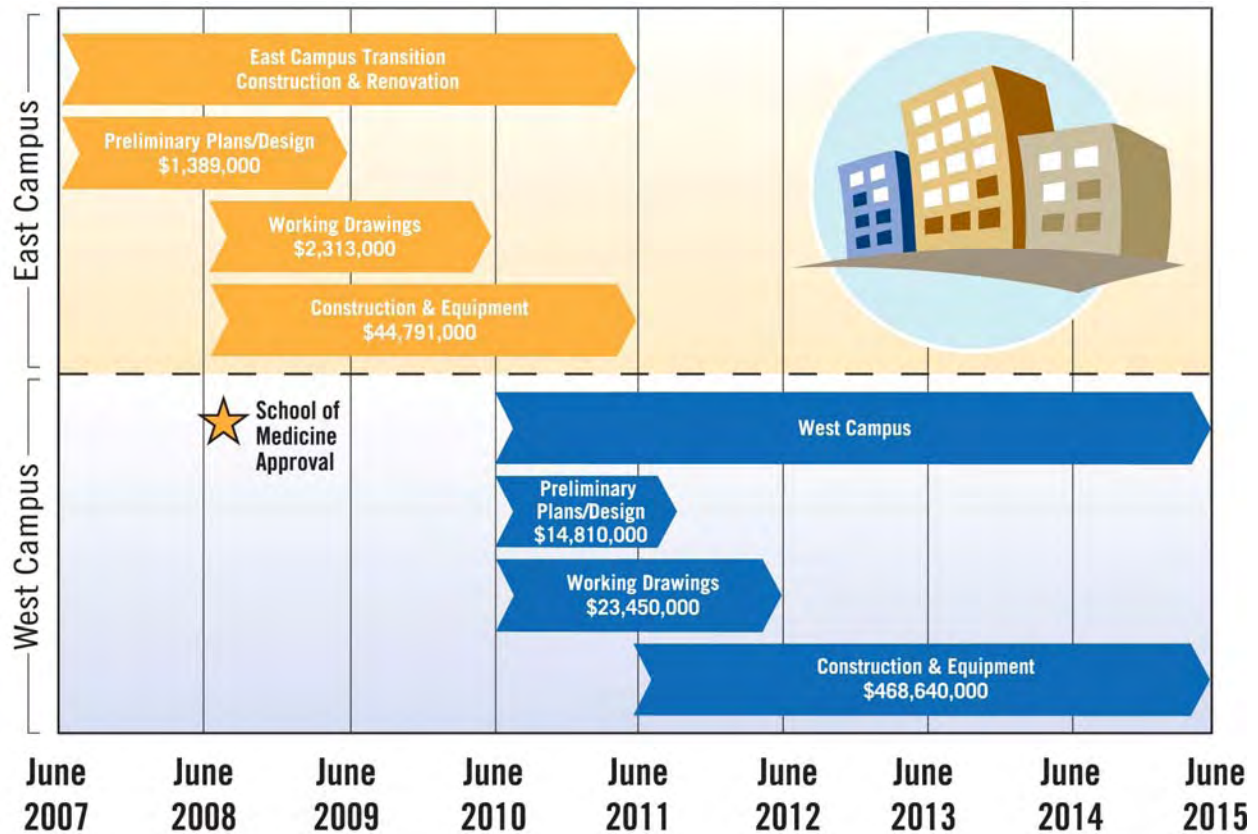 East Campus
East Campus Transition
Construction & Renovation
Preliminary Plans/Design
$1,389,000
Working Drawings
$2,313,000
Construction & Equipment
$44,791,000
West Campus
School of
Medicine
Approval
West Campus
Preliminary
Plans/Design
$14,810,000
Working Drawings
$23,450,000
Construction & Equipment
$468,640,000
June June June June June June June June June
2007 2008 2009 2010 2011 2012 2013 2014 2015